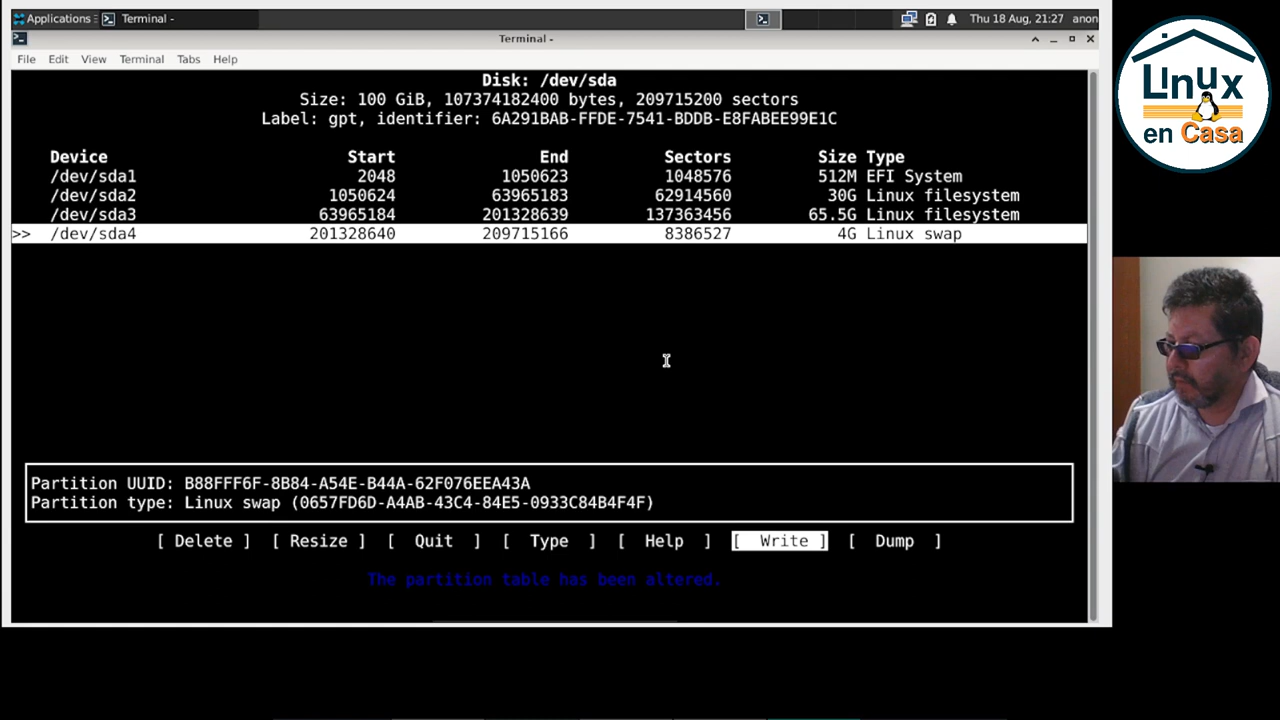 Applications Terminal - Thu 18 Aug, 21:27 anon
Terminal -
File Edit View Terminal Tabs Help
Disk: /dev/sda
Size: 100 GiB, 107374182400 bytes, 209715200 sectors
Label: gpt, identifier: 6A291BAB-FFDE-7541-BDDB-E8FABEE99E1C
Device Start End Sectors Size Type
/dev/sda1 2048 1050623 1048576 512M EFI System
/dev/sda2 1050624 63965183 62914560 30G Linux filesystem
/dev/sda3 63965184 201328639 137363456 65.5G Linux filesystem
>> /dev/sda4 201328640 209715166 8386527 4G Linux swap
Partition UUID: B88FFF6F-8B84-A54E-B44A-62F076EEA43A
Partition type: Linux swap (0657FD6D-A4AB-43C4-84E5-0933C84B4F4F)
[ Delete ] [ Resize ] [ Quit ] [ Type ] [ Help ] [ Write ] [ Dump ]
The partition table has been altered.
Linux
en Casa